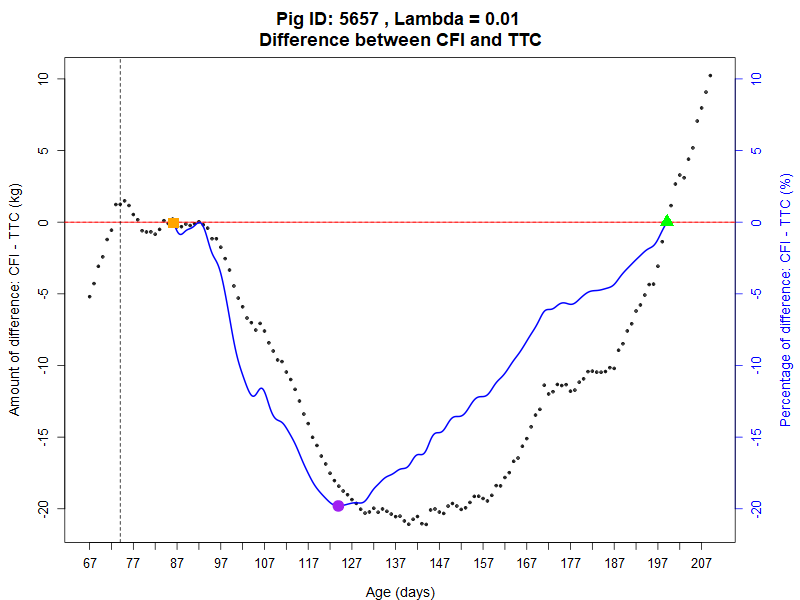 Pig ID: 5657 , Lambda = 0.01
Difference between CFI and TTC
Amount of difference: CFI - TTC (kg)
10
5
0
-5
-10
-15
-20
10
5
0
-5
-10
-15
-20
Percentage of difference: CFI - TTC (%)
67 77 87 97 107 117 127 137 147 157 167 177 187 197 207
Age (days)